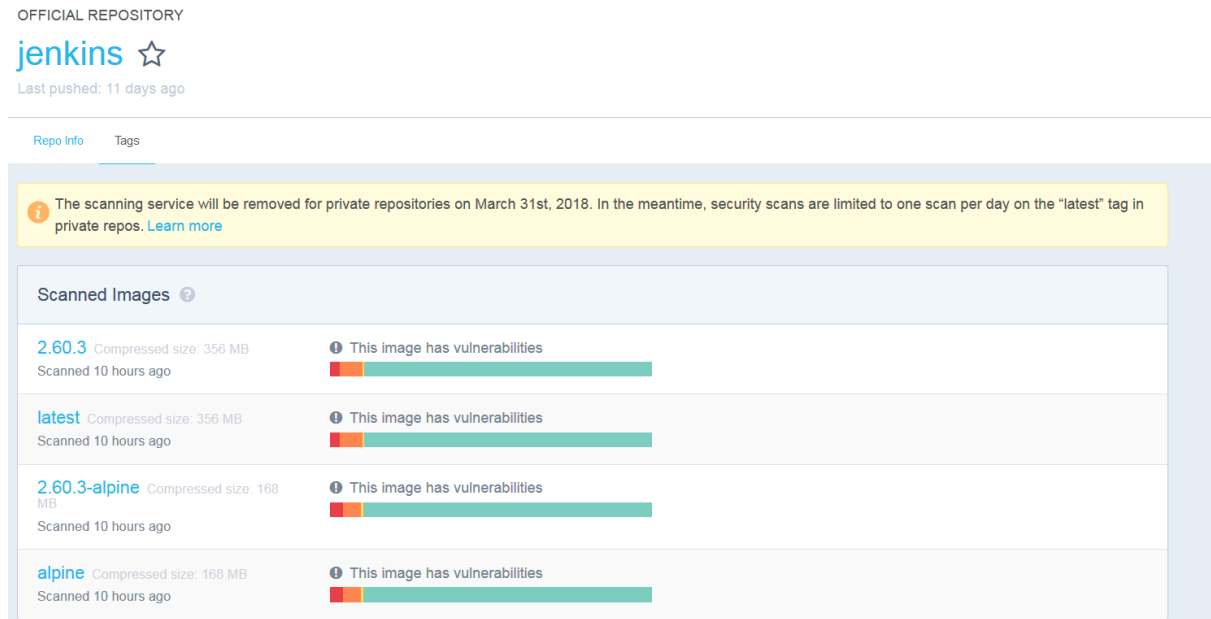 OFFICIAL REPOSITORY
jenkins
Last pushed: 11 days ago
Repo Info Tags
The scanning service will be removed for private repositories on March 31st, 2018. In the meantime, security scans are limited to one scan per day on the “latest” tag in
private repos. Learn more
Scanned Images
2.60.3 Compressed size: 356 MB
This image has vulnerabilities
Scanned 10 hours ago
latest Compressed size: 356 MB
This image has vulnerabilities
Scanned 10 hours ago
2.60.3-alpine Compressed size: 168
MB
This image has vulnerabilities
Scanned 10 hours ago
alpine Compressed size: 168 MB
This image has vulnerabilities
Scanned 10 hours ago